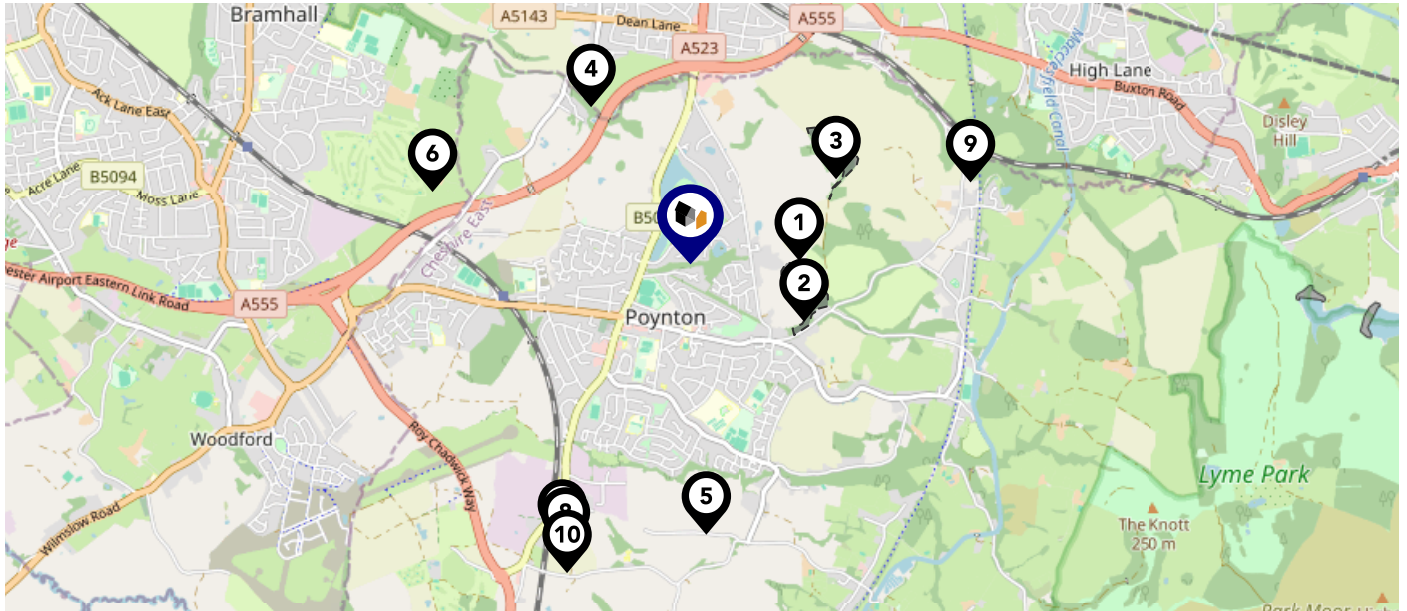 Bramhall
A5143
Dean Lane
A555
A523
High Lane
Macclesfield Canal
Buxton Road
Ack Lane East
Disley
Hill
4
3
9
6
Acre Lane
B5094
Moss Lane
1
Cheshire East
2
ester Airport Eastern Link Road
A555
Poynton
Woodford
Roy Chadwick Way
Wilmslow Road
5
10
Lyme Park
The Knott
250 m